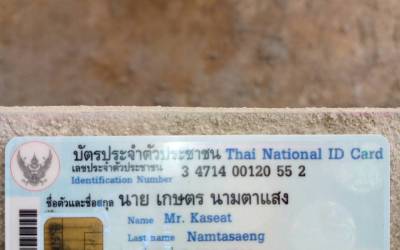 บัตรประจำตัวประชาชน Thai National ID Card
เลขประจำตัวประชาชน 3 4714 00120 55 2
Identification Number
ชื่อตัวและชื่อสกุล นาย เกษตร นามตาแสง
Name Mr. Kaseat
Last name Namtasaeng